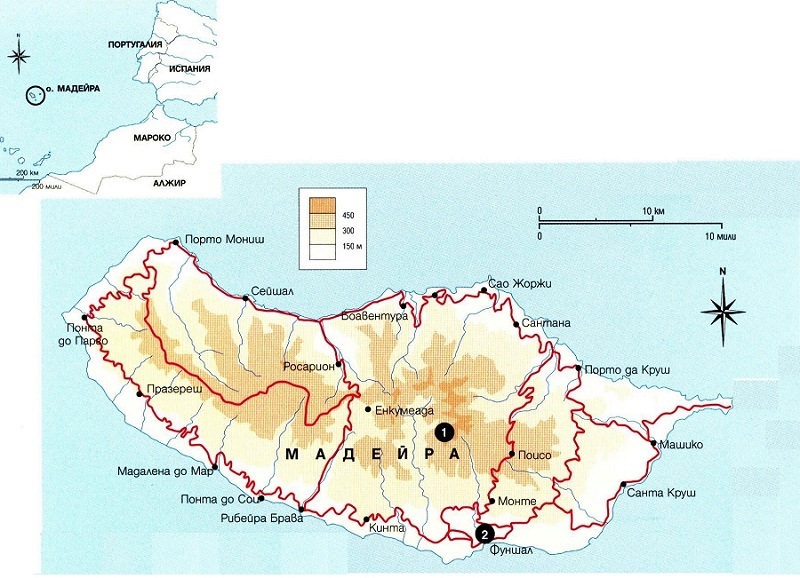 ПОРТУГАЛИЯ
N
ИСПАНИЯ
о. МАДЕЙРА
МАРОКО
200 км
200 мили
АЛЖИР
450
300
150 м
0
10 км
0
10 мили
N
Порто Мониш
Сейшал
Сао Жоржи
Боавентура
Сантана
Понта
до Парго
Росарион
Порто да Круш
Празереш
Енкумеада
1
МАДЕЙРА
Поисо
Машико
Мадалена до Мар
Санта Круш
Понта до Сол
Монте
Рибейра Брава
Кинта
2
Фуншал